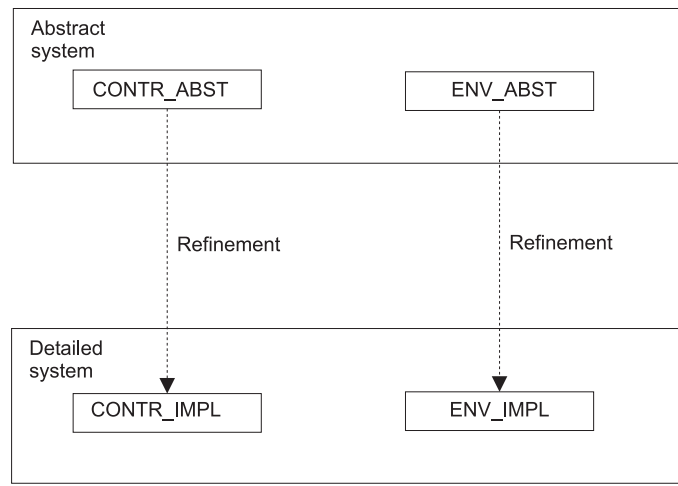 Abstract
system
CONTR_ABST
ENV_ABST
Refinement
Refinement
Detailed
system
CONTR_IMPL
ENV_IMPL